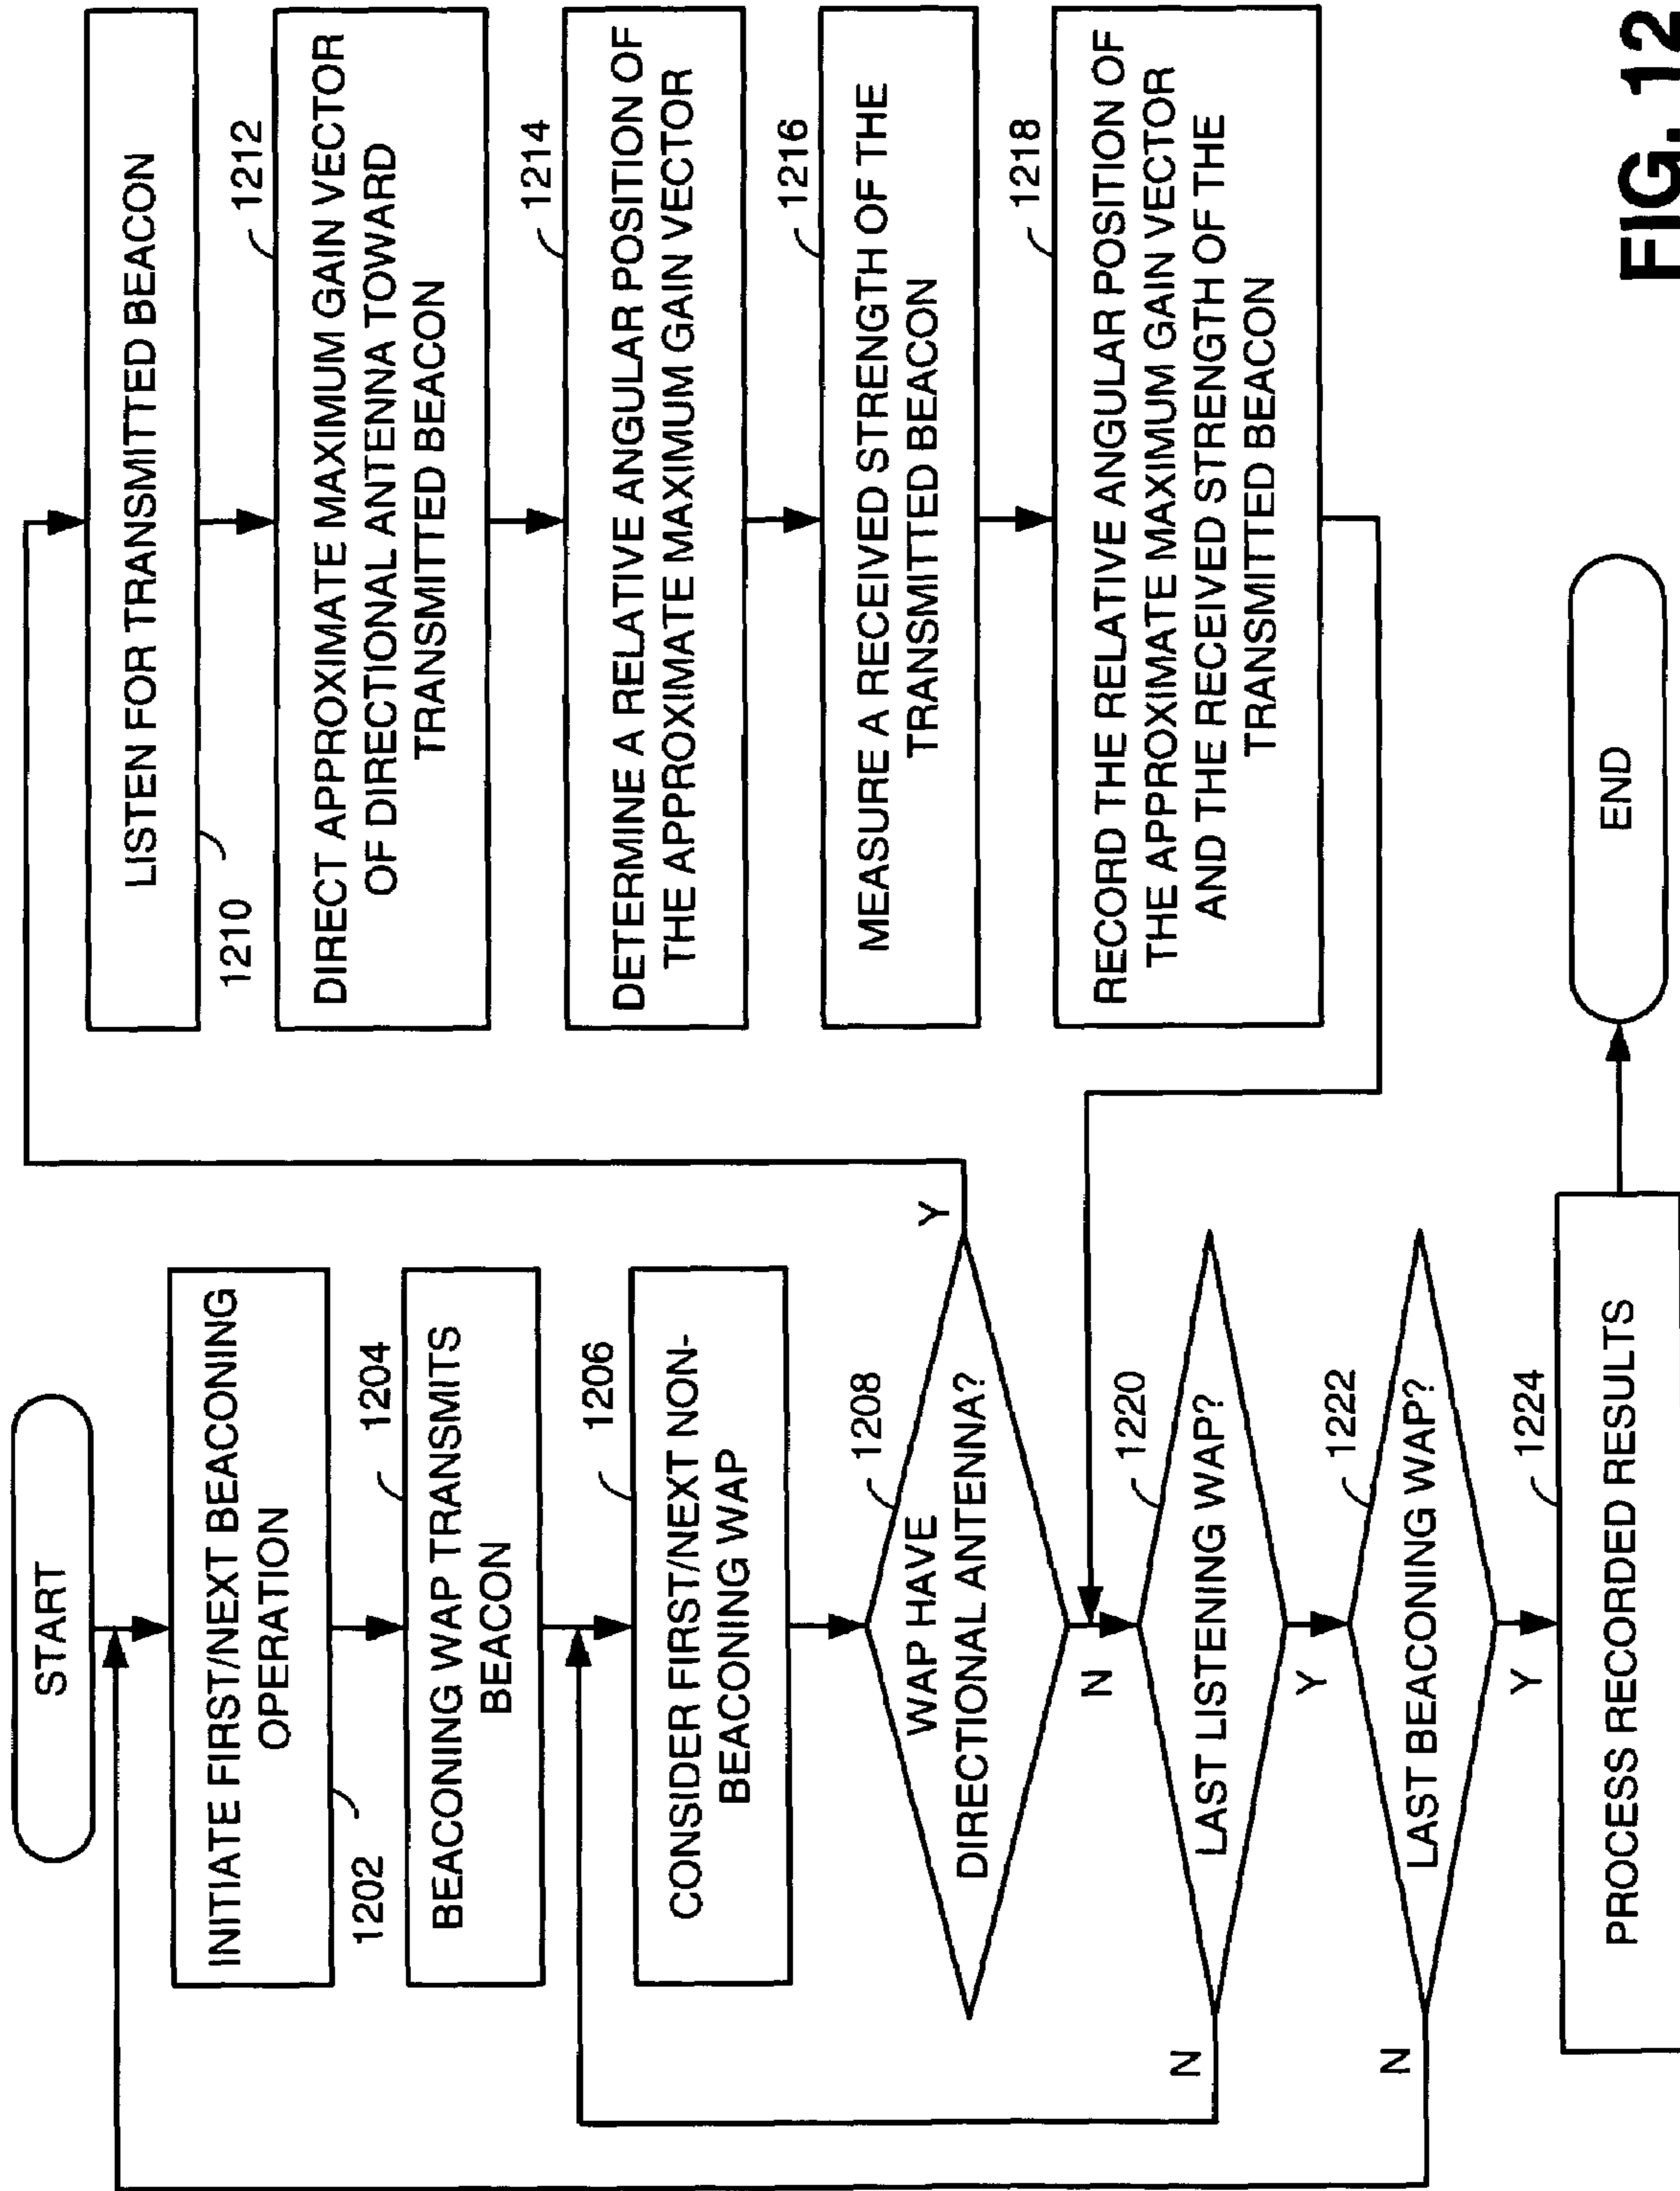 START
INITIATE FIRST/NEXT BEACONING
OPERATION
1202
BEACONING WAP TRANSMITS
BEACON
1204
CONSIDER FIRST/NEXT NON-
BEACONING WAP
1206
WAP HAVE
DIRECTIONAL ANTENNA?
1208
Y
N
LISTEN FOR TRANSMITTED BEACON
1210
DIRECT APPROXIMATE MAXIMUM GAIN VECTOR
OF DIRECTIONAL ANTENNA TOWARD
TRANSMITTED BEACON
1212
DETERMINE A RELATIVE ANGULAR POSITION OF
THE APPROXIMATE MAXIMUM GAIN VECTOR
1214
MEASURE A RECEIVED STRENGTH OF THE
TRANSMITTED BEACON
1216
RECORD THE RELATIVE ANGULAR POSITION OF
THE APPROXIMATE MAXIMUM GAIN VECTOR
AND THE RECEIVED STRENGTH OF THE
TRANSMITTED BEACON
1218
LAST LISTENING WAP?
1220
N
Y
LAST BEACONING WAP?
1222
N
Y
PROCESS RECORDED RESULTS
1224
END
FIG. 12